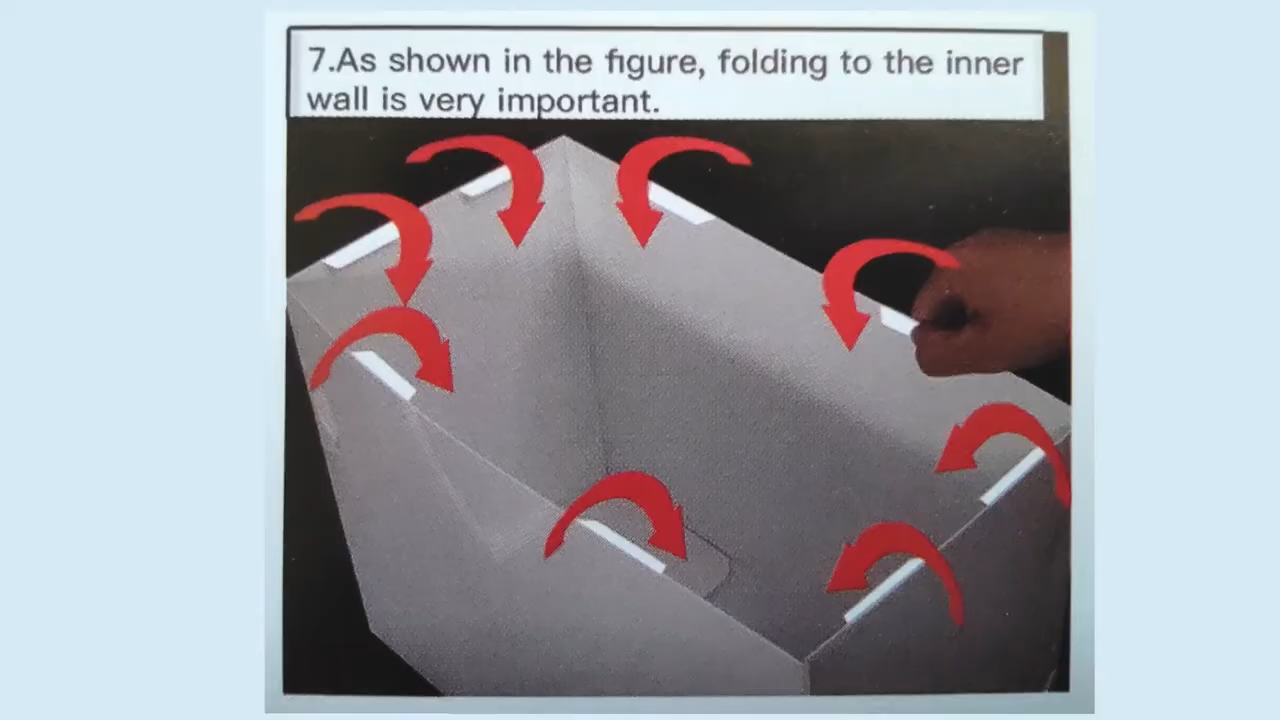 7.As shown in the figure, folding to the inner
wall is very important.